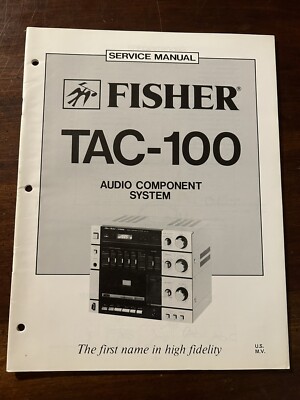 SERVICE MANUAL
FISHER®
TAC-100
AUDIO COMPONENT
SYSTEM
The first name in high fidelity
U.S.
M.V.